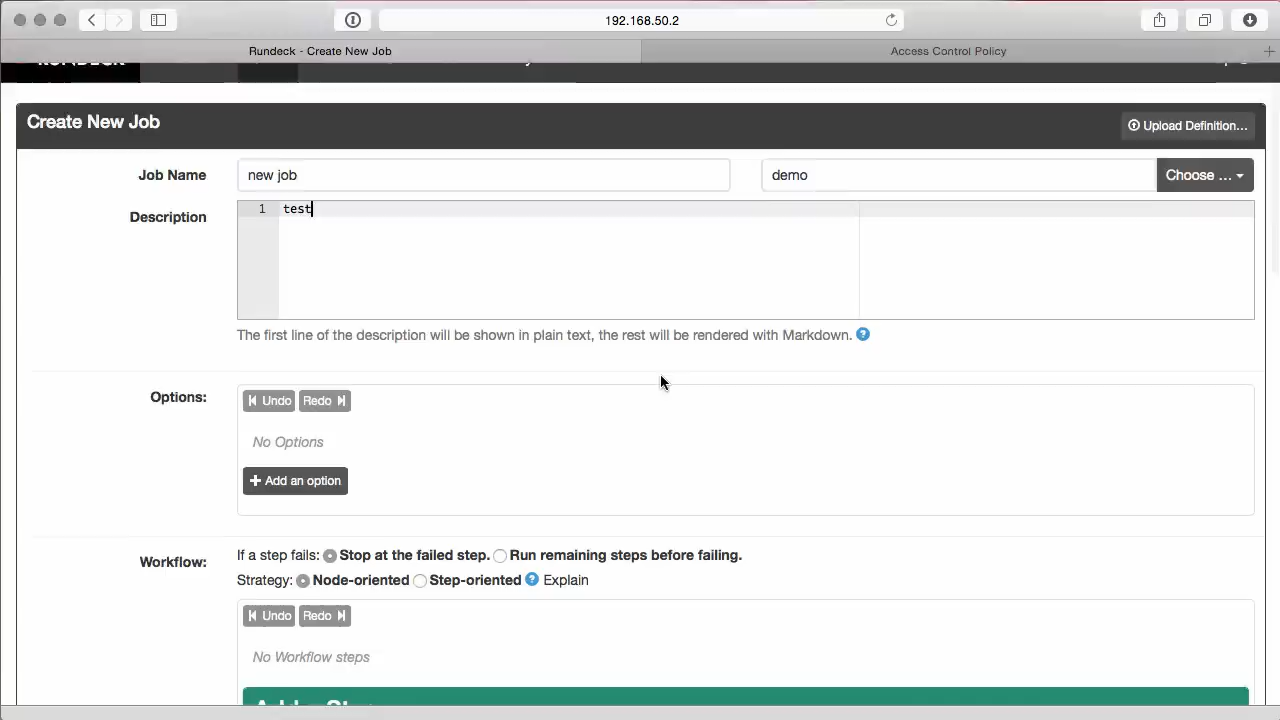 192.168.50.2
Rundeck - Create New Job
Access Control Policy
RUNDECK
Create New Job
Upload Definition...
Job Name
new job
demo
Choose ...
Description
1 test
The first line of the description will be shown in plain text, the rest will be rendered with Markdown.
Options:
Undo Redo
No Options
Add an option
Workflow:
If a step fails: Stop at the failed step. Run remaining steps before failing.
Strategy: Node-oriented Step-oriented Explain
Undo Redo
No Workflow steps